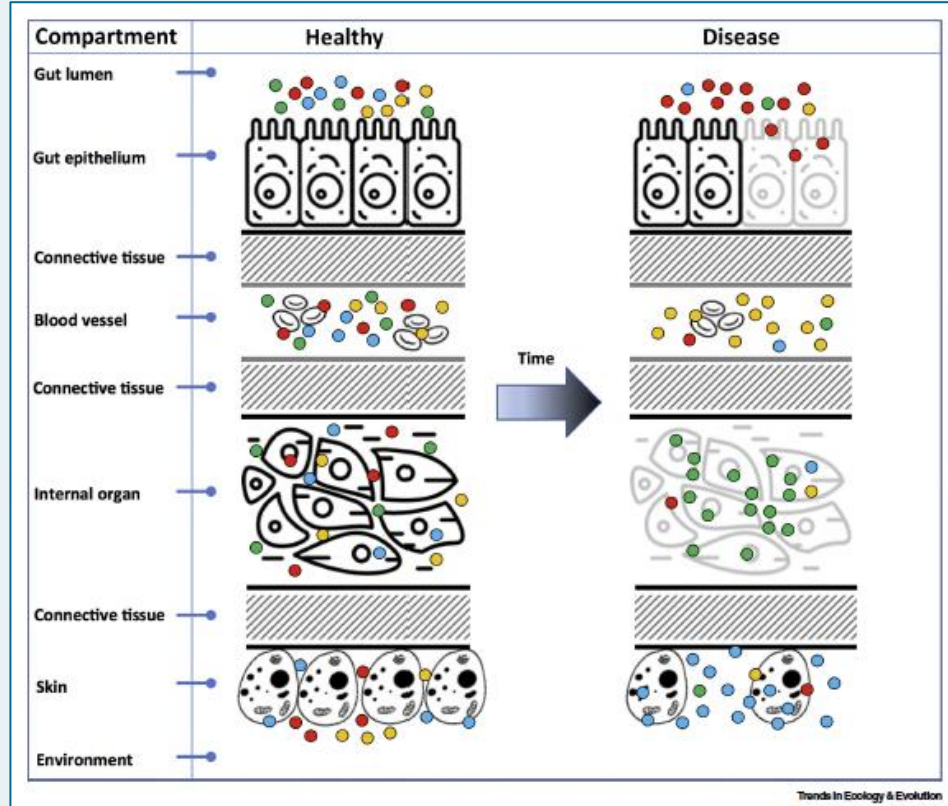 Compartment
Healthy
Disease
Gut lumen
Gut epithelium
Connective tissue
Blood vessel
Time
Connective tissue
Internal organ
Connective tissue
Skin
Environment
Trends in Ecology & Evolution